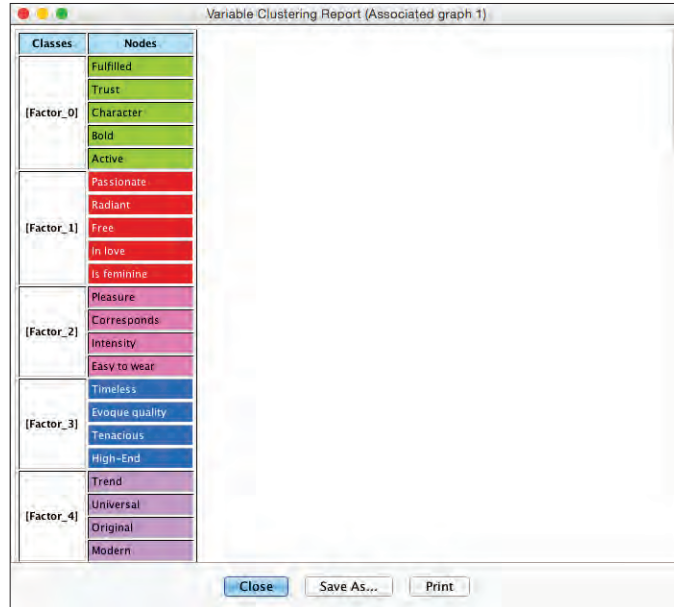 Variable Clustering Report (Associated graph 1)
Classes Nodes
[Factor_0]
Fulfilled
Trust
Character
Bold
Active
[Factor_1]
Passionate
Radiant
Free
In love
Is feminine
[Factor_2]
Pleasure
Corresponds
Intensity
Easy to wear
[Factor_3]
Timeless
Evoque quality
Tenacious
High-End
[Factor_4]
Trend
Universal
Original
Modern
Close Save As... Print